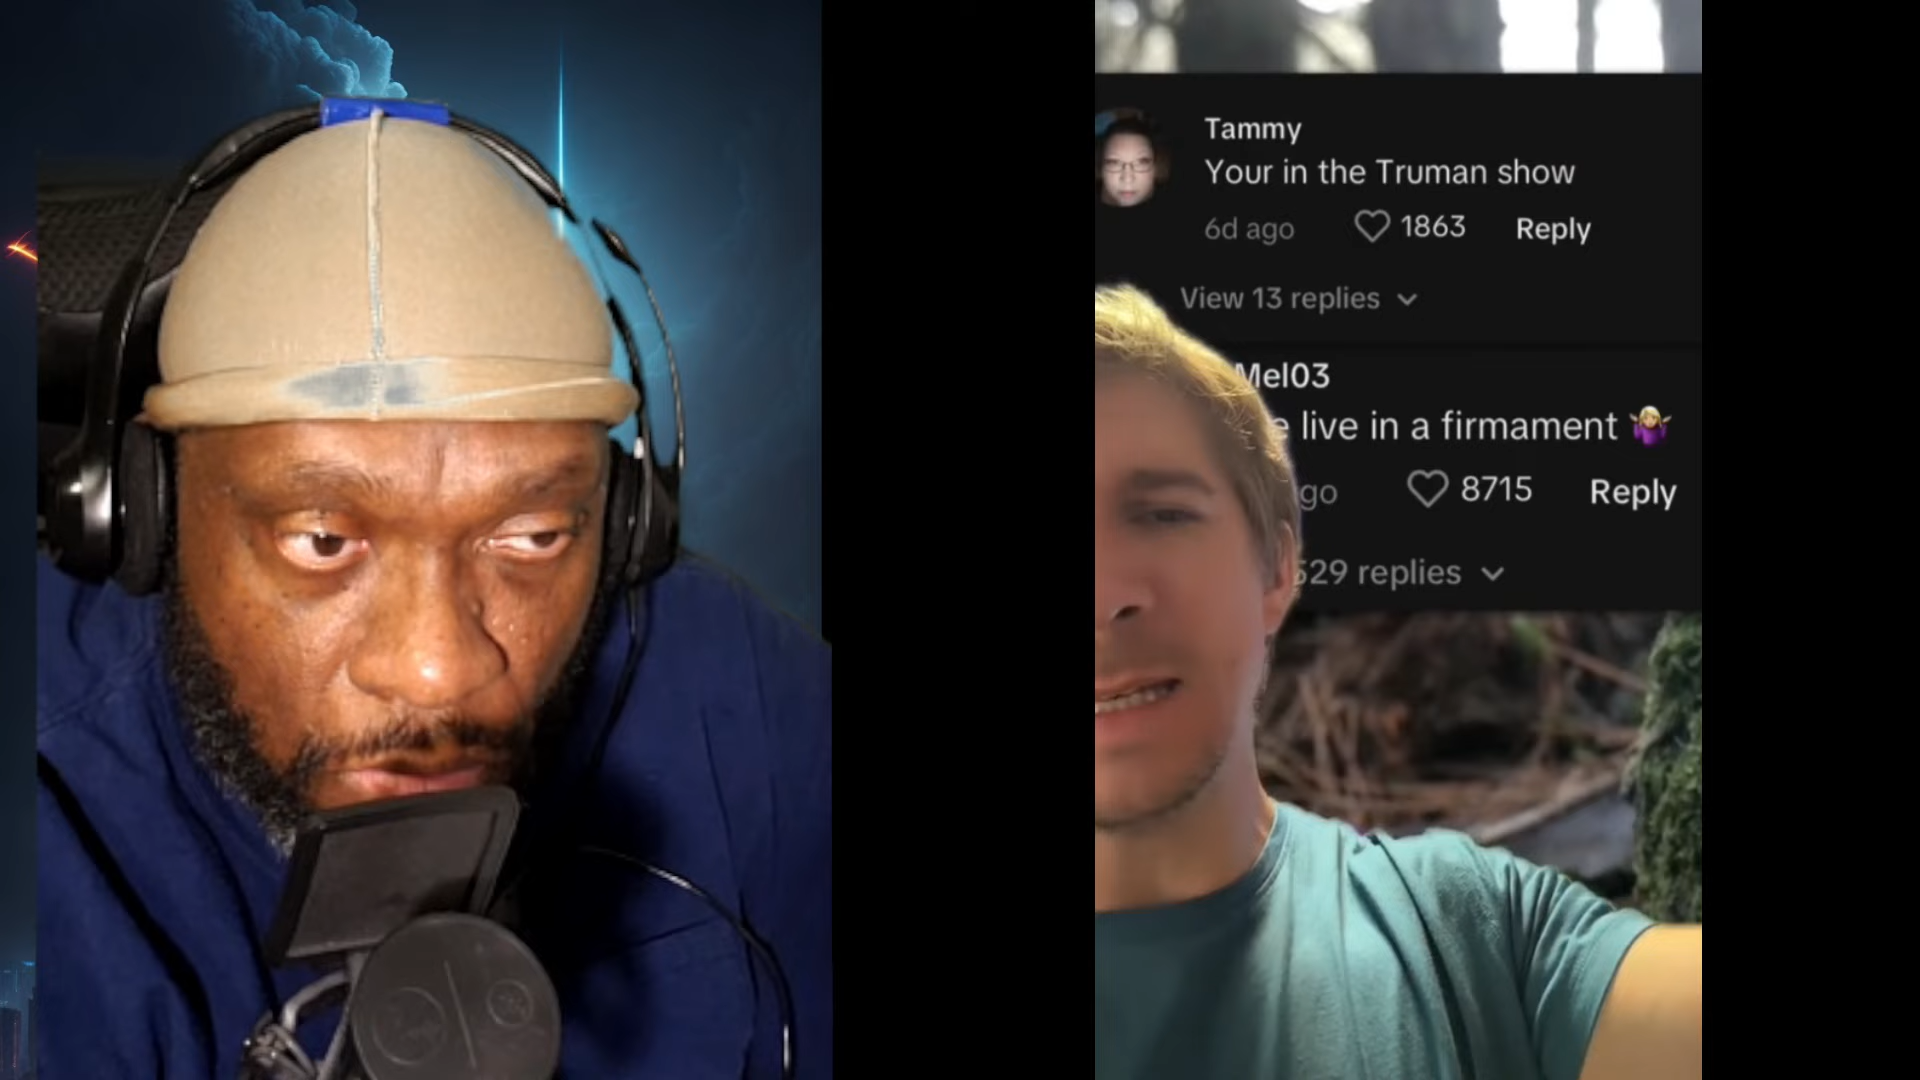 Tammy
Your in the Truman show
6d ago 1863 Reply
View 13 replies
Mel03
live in a firmament
8715 Reply
529 replies